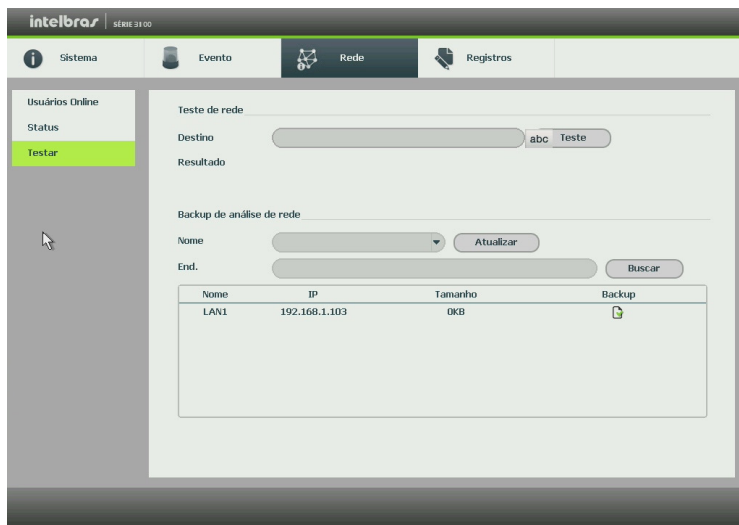 intelbras SÉRIE 3100
Sistema Evento Rede Registros
Usuários Online
Status
Testar
Teste de rede
Destino abc Teste
Resultado
Backup de análise de rede
Nome Atualizar
End. Buscar
Nome IP Tamanho Backup
LAN1 192.168.1.103 0KB